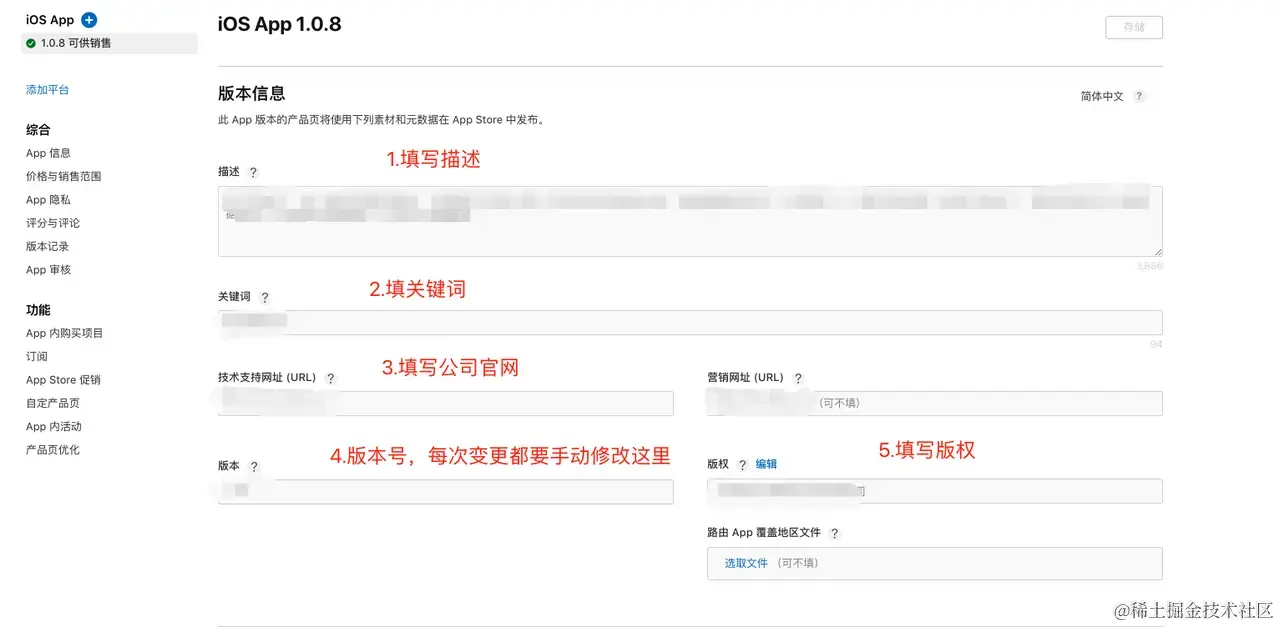 iOS App
1.0.8 可供销售
添加平台
综合
App 信息
价格与销售范围
App 隐私
评分与评论
版本记录
App 审核
功能
App 内购买项目
订阅
App Store 促销
自定产品页
App 内活动
产品页优化
iOS App 1.0.8
存储
版本信息
简体中文 ?
此 App 版本的产品页将使用下列素材和元数据在 App Store 中发布。
1.填写描述
描述 ?
3,886
2.填关键词
关键词 ?
94
3.填写公司官网
技术支持网址 (URL) ?
营销网址 (URL) ?
(可不填)
4.版本号，每次变更都要手动修改这里
版本 ?
5.填写版权
版权 ? 编辑
路由 App 覆盖地区文件 ?
选取文件 (可不填)
@稀土掘金技术社区